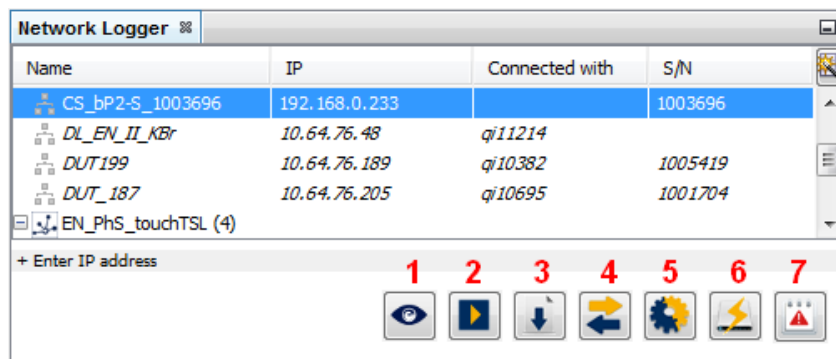 Network Logger
Name IP Connected with S/N
CS_bP2-S_1003696 192.168.0.233 1003696
DL_EN_II_KBr 10.64.76.48 qi11214
DUT199 10.64.76.189 qi10382 1005419
DUT_187 10.64.76.205 qi10695 1001704
EN_PhS_touchTSL (4)
+ Enter IP address
1 2 3 4 5 6 7